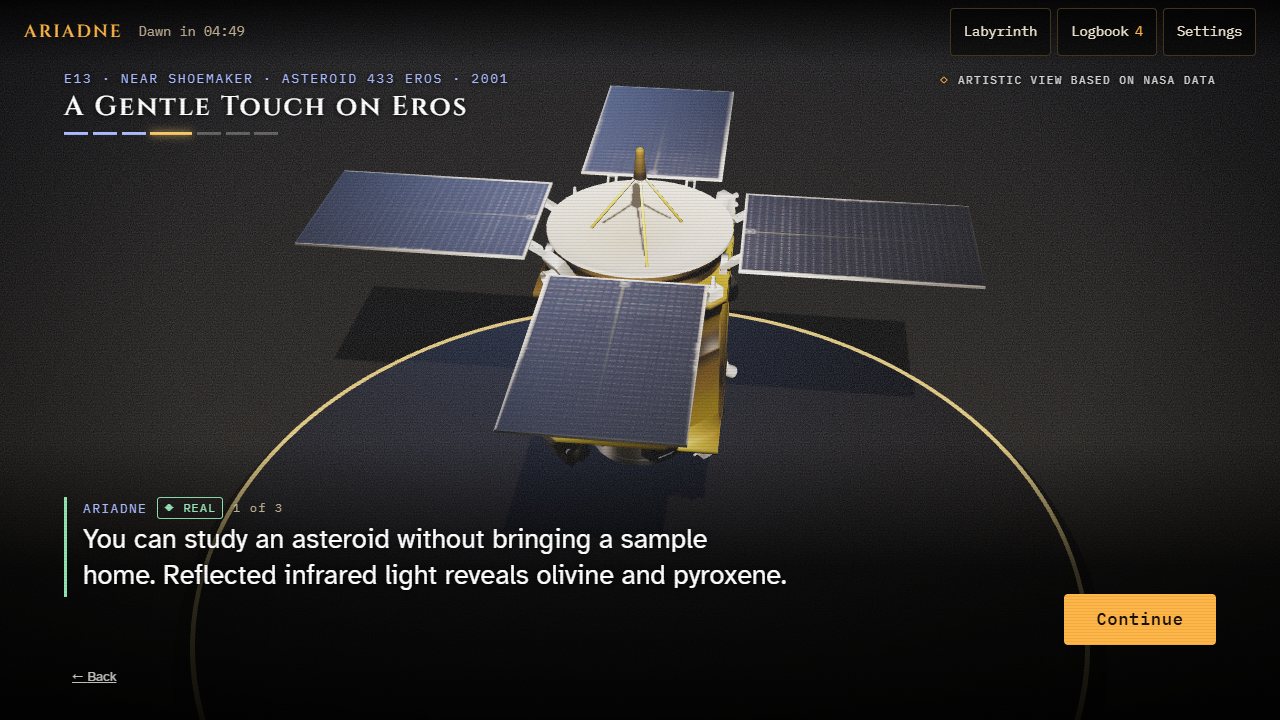 ARIADNE Dawn in 04:49 Labyrinth Logbook 4 Settings
E13 · NEAR SHOEMAKER · ASTEROID 433 EROS · 2001
◇ ARTISTIC VIEW BASED ON NASA DATA
A Gentle Touch on Eros
ARIADNE ◆ REAL 1 of 3
You can study an asteroid without bringing a sample
home. Reflected infrared light reveals olivine and pyroxene.
Continue
← Back